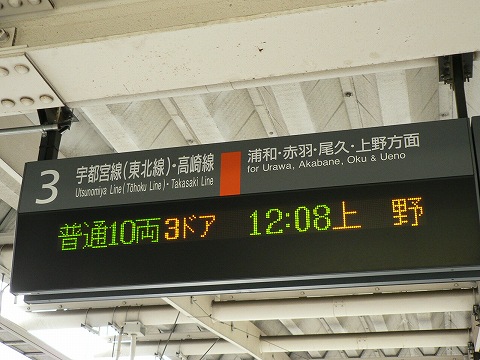 3
宇都宮線(東北線)・高崎線
Utsunomiya Line (Tōhoku Line)・Takasaki Line
浦和・赤羽・尾久・上野方面
for Urawa, Akabane, Oku & Ueno
普通10両 3ドア 12:08 上 野